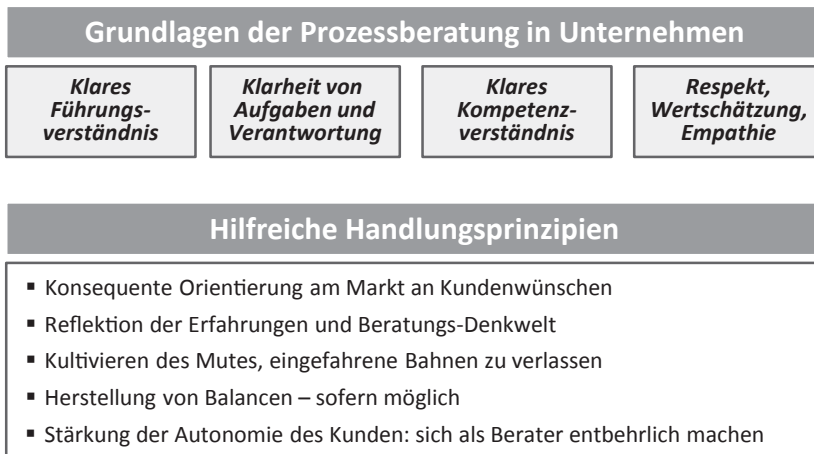 Grundlagen der Prozessberatung in Unternehmen
Klares
Führungs-
verständnis
Klarheit von
Aufgaben und
Verantwortung
Klares
Kompetenz-
verständnis
Respekt,
Wertschätzung,
Empathie
Hilfreiche Handlungsprinzipien
▪ Konsequente Orientierung am Markt an Kundenwünschen
▪ Reflektion der Erfahrungen und Beratungs-Denkwelt
▪ Kultivieren des Mutes, eingefahrene Bahnen zu verlassen
▪ Herstellung von Balancen – sofern möglich
▪ Stärkung der Autonomie des Kunden: sich als Berater entbehrlich machen